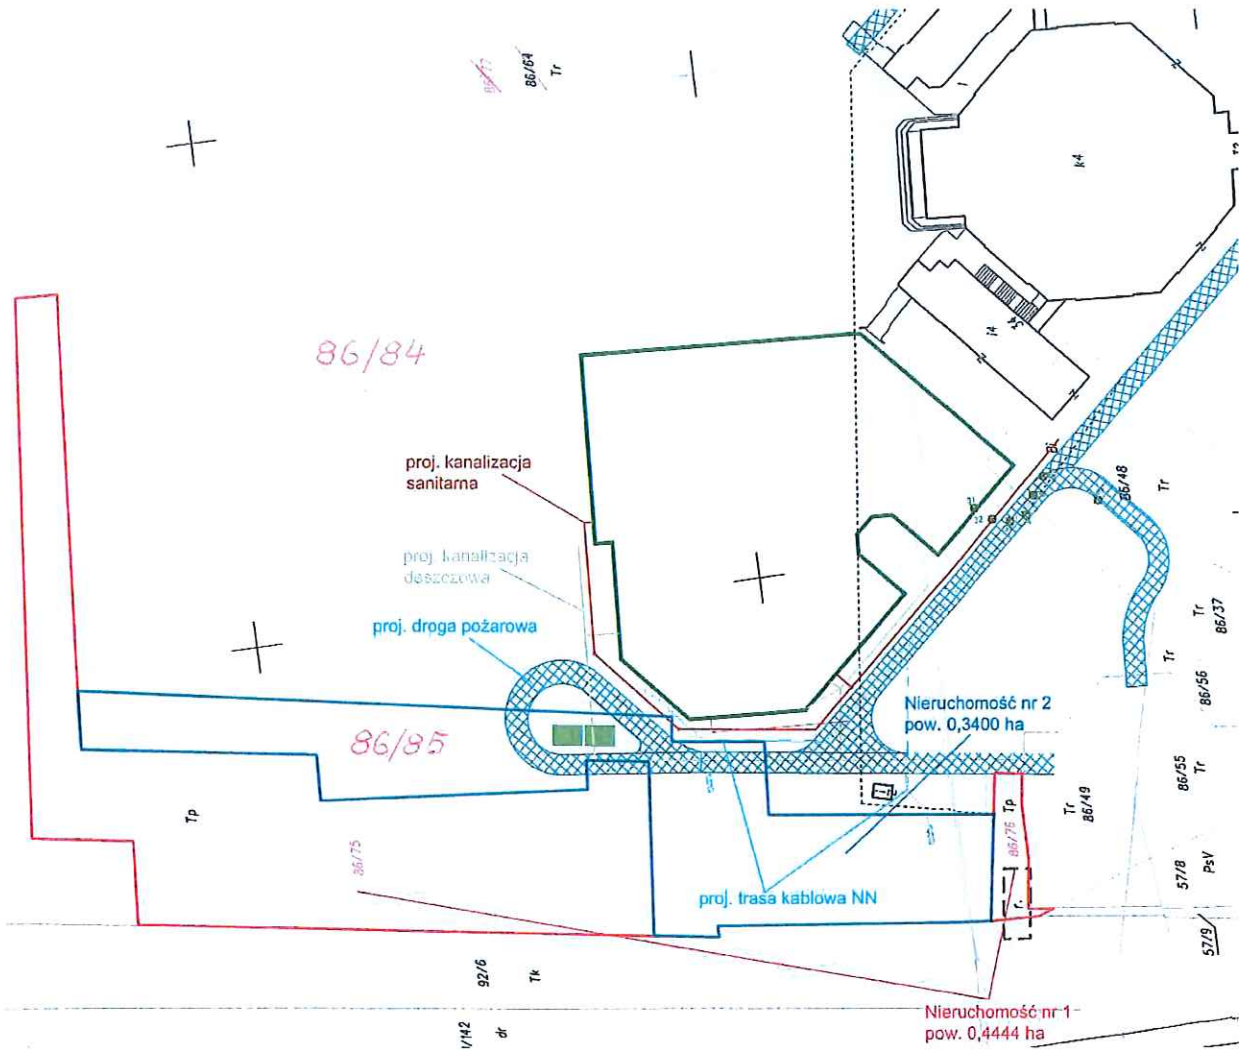 86/64
Tr
k4
i4
34
86/84
proj. kanalizacja
sanitarna
proj. kanalizacja
deszczowa
proj. droga pożarowa
86/48
Tr
Tr
86/37
Tr
86/56
Nieruchomość nr 2
pow. 0,3400 ha
86/85
86/55
Tr
Tr
86/49
Tp
86/76
Tp
86/75
57/8
PsV
proj. trasa kablowa NN
r.
57/9
92/6
Tk
dr
Nieruchomość nr 1
pow. 0,4444 ha